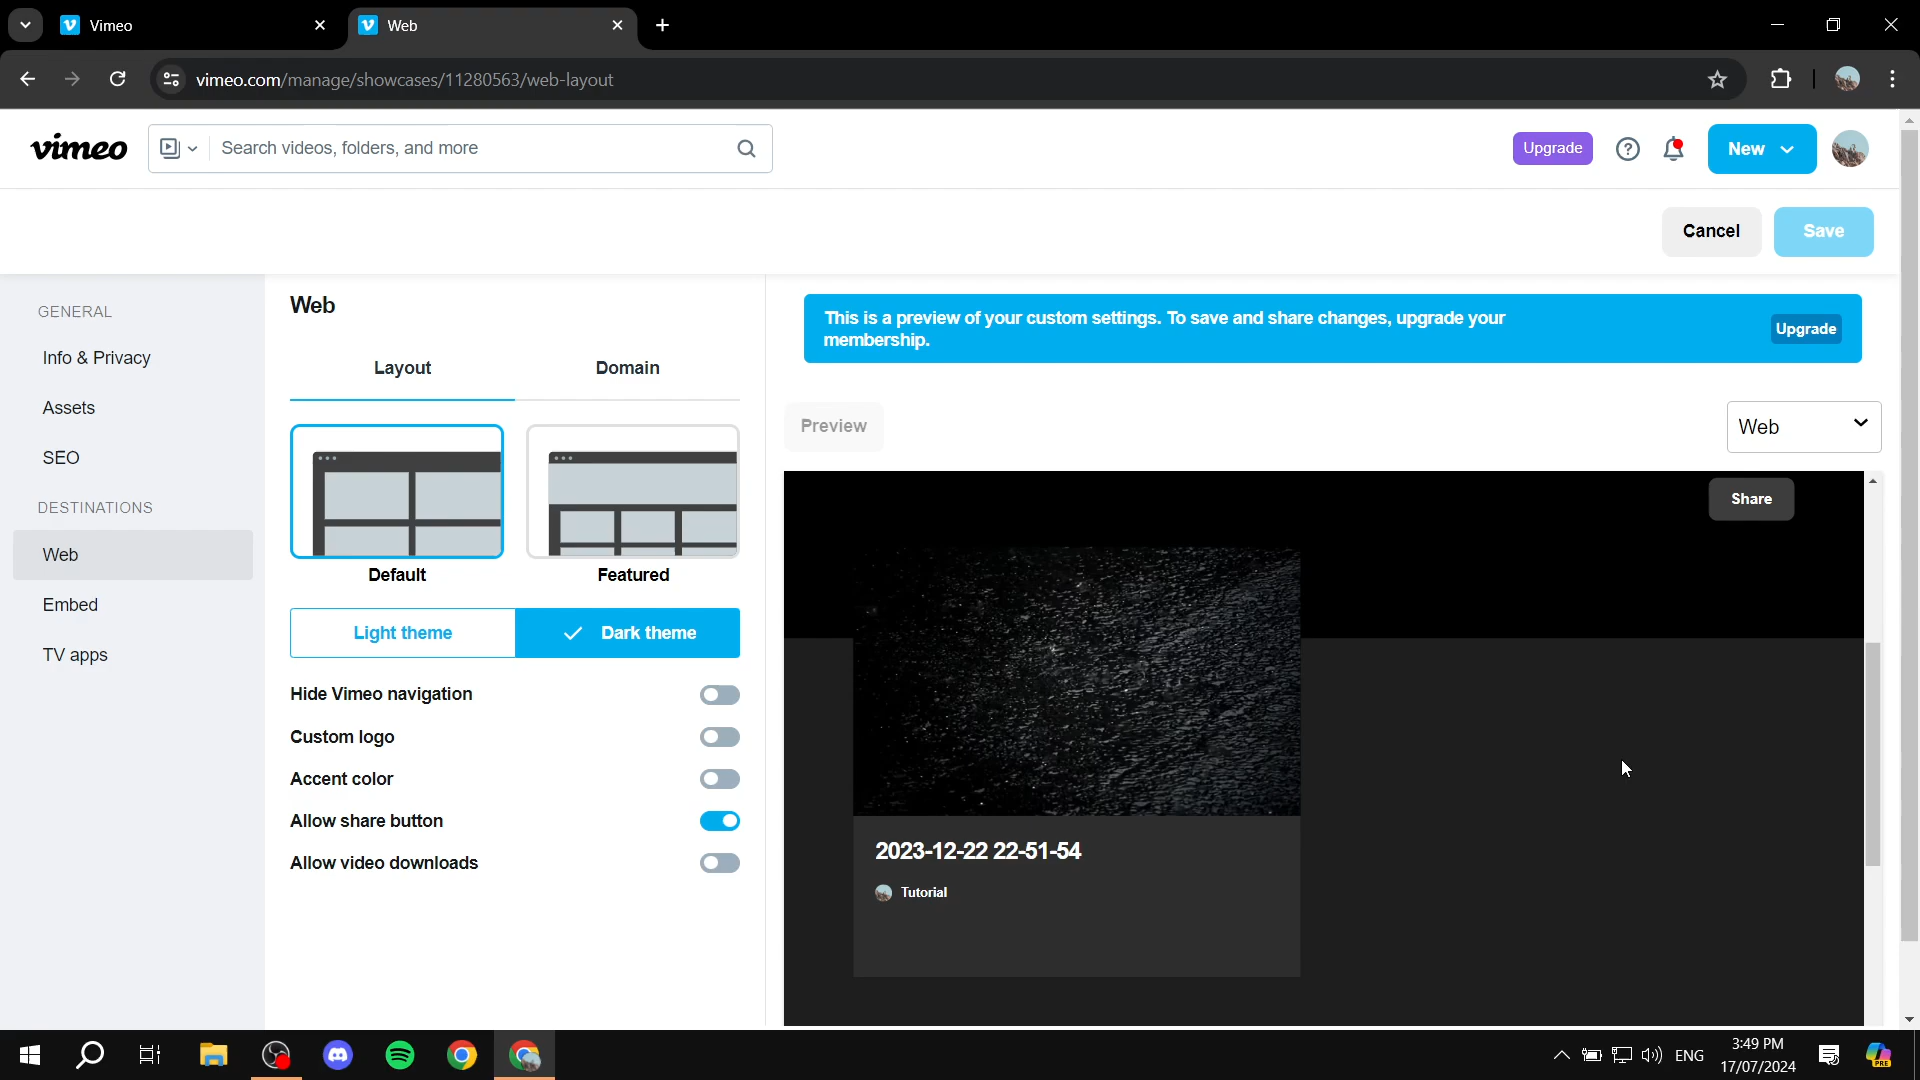 Vimeo
Web
vimeo.com/manage/showcases/11280563/web-layout
vimeo
Search videos, folders, and more
Upgrade
New
Cancel
Save
GENERAL
Info & Privacy
Assets
SEO
DESTINATIONS
Web
Embed
TV apps
Web
Layout
Domain
Default
Featured
Light theme
Dark theme
Hide Vimeo navigation
Custom logo
Accent color
Allow share button
Allow video downloads
This is a preview of your custom settings. To save and share changes, upgrade your
membership.
Upgrade
Preview
Web
Share
2023-12-22 22-51-54
Tutorial
ENG
3:49 PM
17/07/2024
PRE